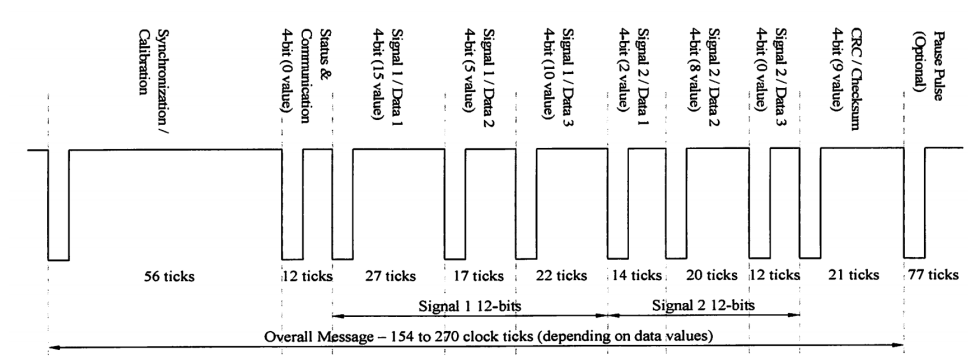 Synchronization /
Calibration
Status &
Communication
4-bit (0 value)
Signal 1 / Data 1
4-bit (15 value)
Signal 1 / Data 2
4-bit (5 value)
Signal 1 / Data 3
4-bit (10 value)
Signal 2 / Data 1
4-bit (2 value)
Signal 2 / Data 2
4-bit (8 value)
Signal 2 / Data 3
4-bit (0 value)
CRC / Checksum
4-bit (9 value)
Pause Pulse
(Optional)
56 ticks
12 ticks
27 ticks
17 ticks
22 ticks
14 ticks
20 ticks
12 ticks
21 ticks
77 ticks
Signal 1 12-bits
Signal 2 12-bits
Overall Message – 154 to 270 clock ticks (depending on data values)